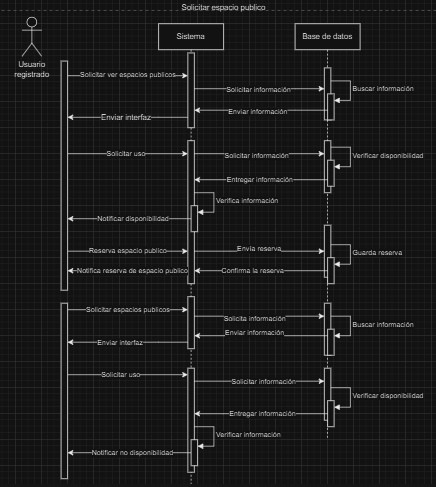 Solicitar espacio publico
Sistema
Base de datos
Usuario
registrado
Solicitar ver espacios publicos
Solicitar información
Buscar información
Enviar información
Enviar interfaz
Solicitar uso
Solicitar información
Verificar disponibilidad
Entregar información
Verifica información
Notificar disponibilidad
Reserva espacio publico
Envía reserva
Guarda reserva
Notifica reserva de espacio publico
Confirma la reserva
Solicitar espacios publicos
Solicita información
Buscar información
Enviar información
Enviar interfaz
Solicitar uso
Solicitar información
Verificar disponibilidad
Entregar información
Verificar información
Notificar no disponibilidad